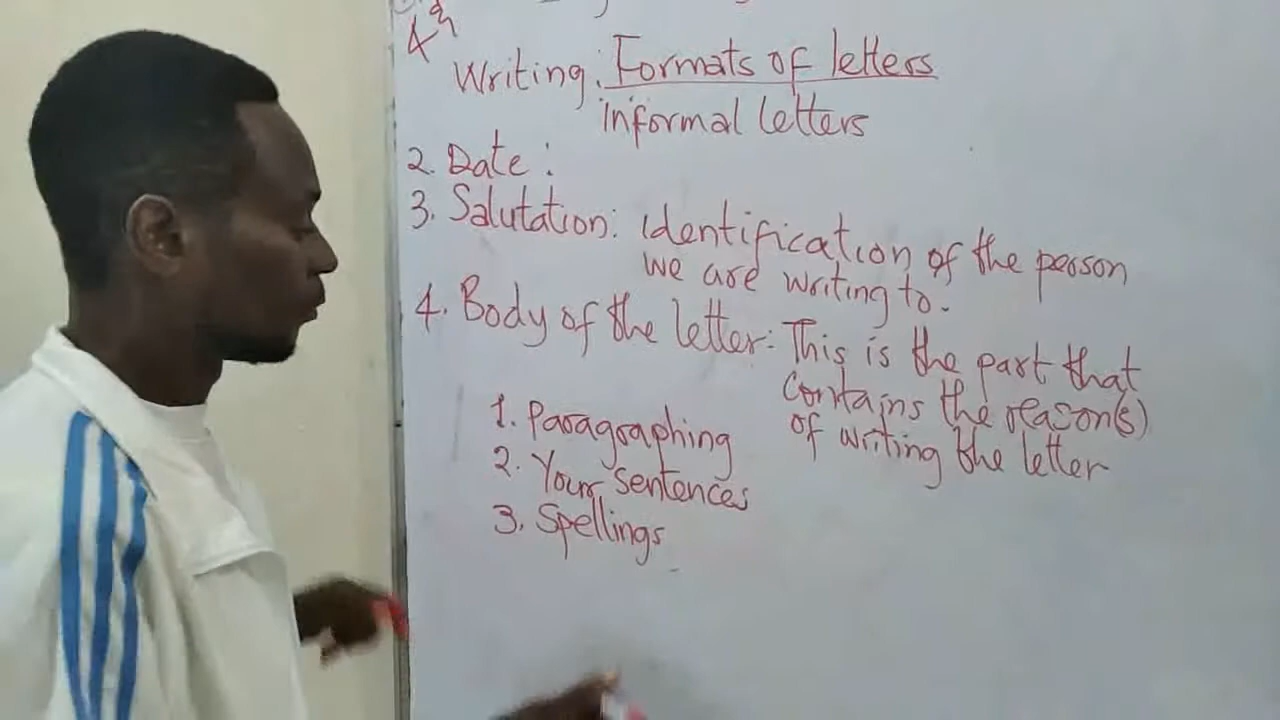 4th
Writing: Formats of letters
informal letters
2. Date:
3. Salutation: identification of the person
we are writing to.
4. Body of the letter: This is the part that
contains the reason(s)
of writing the letter
1. Paragraphing
2. Your sentences
3. Spellings